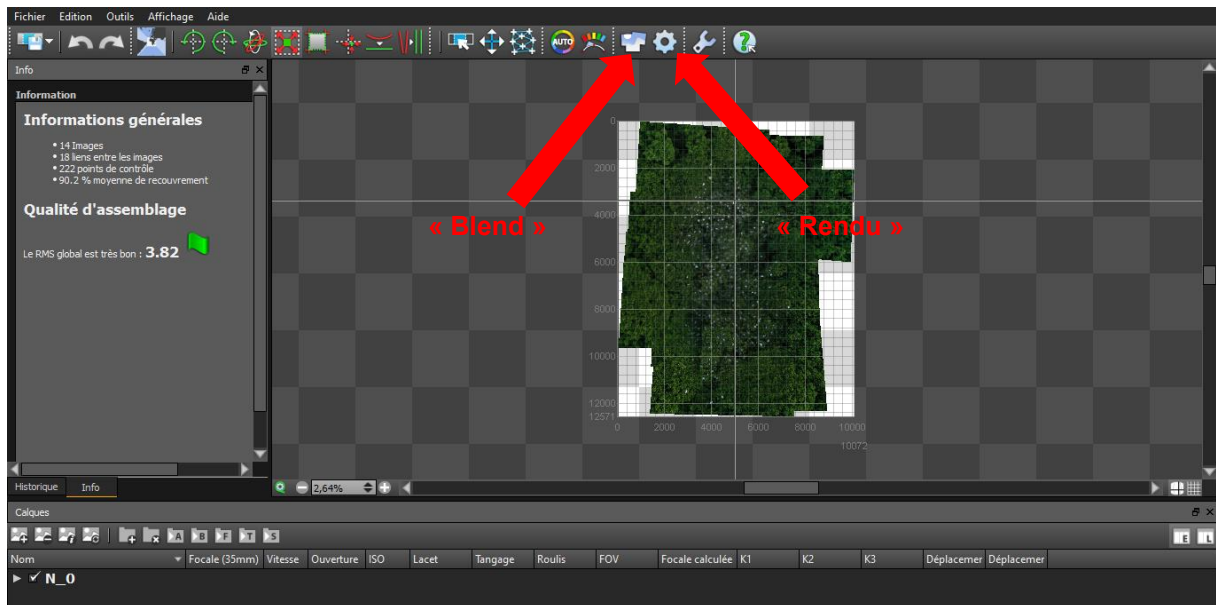 Fichier Edition Outils Affichage Aide
AUTO
Info
Information
Informations générales
• 14 Images
• 18 liens entre les images
• 222 points de contrôle
• 90.2 % moyenne de recouvrement
Qualité d'assemblage
Le RMS global est très bon : 3.82
« Blend »
« Rendu »
0
2000
4000
6000
8000
10000
12000
12571
0 2000 4000 6000 8000 10000
10072
Historique Info
2,64%
Calques
A B F T S
E L
Nom Focale (35mm) Vitesse Ouverture ISO Lacet Tangage Roulis FOV Focale calculée K1 K2 K3 Déplacemer Déplacemer
N_0